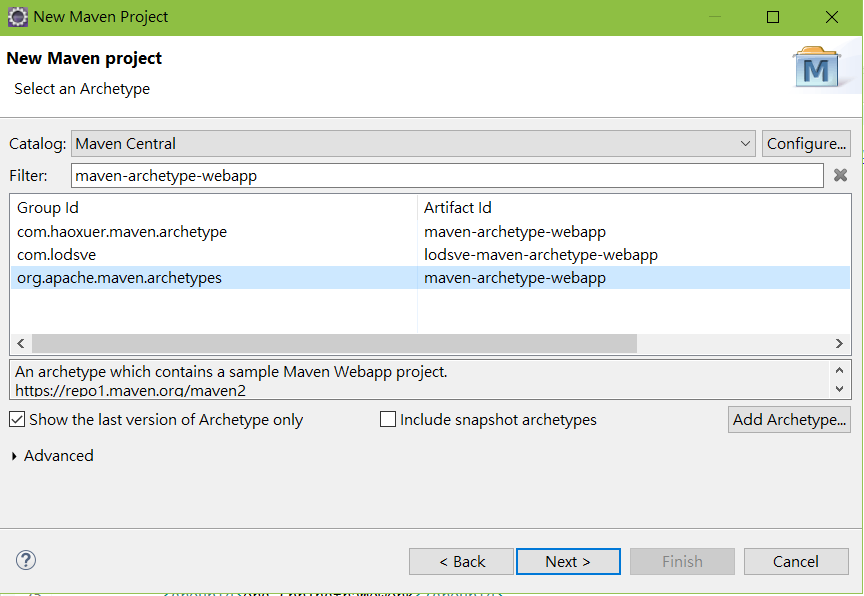 New Maven Project
New Maven project
Select an Archetype
M
Catalog: Maven Central Configure...
Filter: maven-archetype-webapp
Group Id Artifact Id
com.haoxuer.maven.archetype maven-archetype-webapp
com.lodsve lodsve-maven-archetype-webapp
org.apache.maven.archetypes maven-archetype-webapp
An archetype which contains a sample Maven Webapp project.
https://repo1.maven.org/maven2
Show the last version of Archetype only Include snapshot archetypes Add Archetype...
Advanced
? < Back Next > Finish Cancel